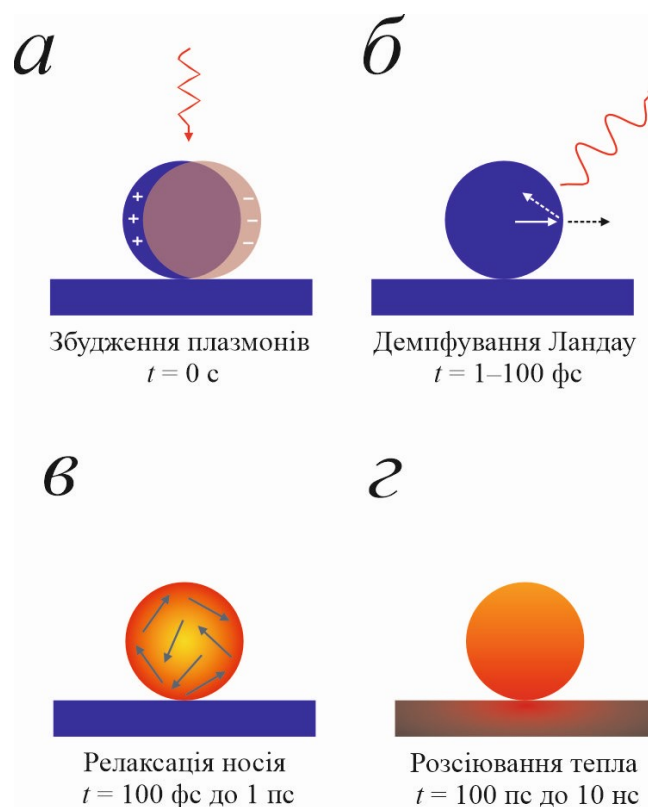 а
б
+
+
+
−
−
−
Збудження плазмонів
t = 0 с
Демпфування Ландау
t = 1–100 фс
в
г
Релаксація носія
t = 100 фс до 1 пс
Розсіювання тепла
t = 100 пс до 10 нс